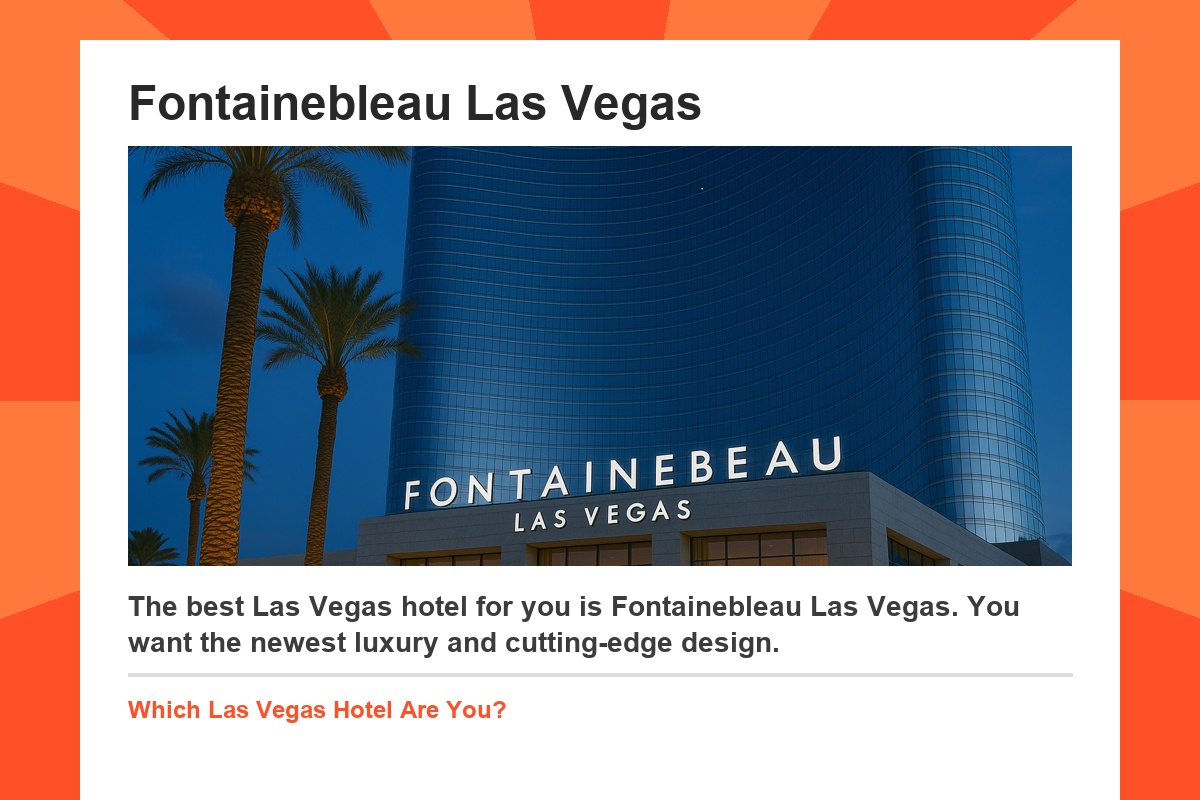 Fontainebleau Las Vegas
FONTAINEBEAU
LAS VEGAS
The best Las Vegas hotel for you is Fontainebleau Las Vegas. You
want the newest luxury and cutting-edge design.
Which Las Vegas Hotel Are You?